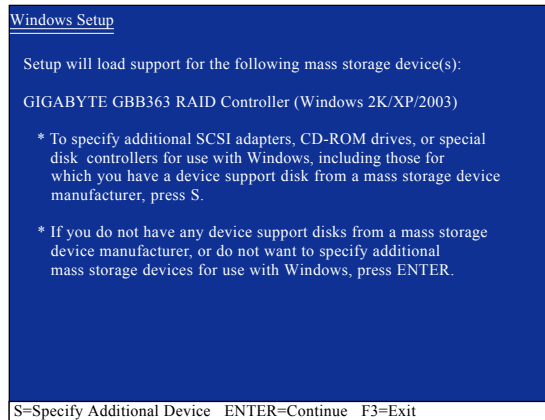 Windows Setup
Setup will load support for the following mass storage device(s):
GIGABYTE GBB363 RAID Controller (Windows 2K/XP/2003)
* To specify additional SCSI adapters, CD-ROM drives, or special
disk controllers for use with Windows, including those for
which you have a device support disk from a mass storage device
manufacturer, press S.
* If you do not have any device support disks from a mass storage
device manufacturer, or do not want to specify additional
mass storage devices for use with Windows, press ENTER.
S=Specify Additional Device ENTER=Continue F3=Exit